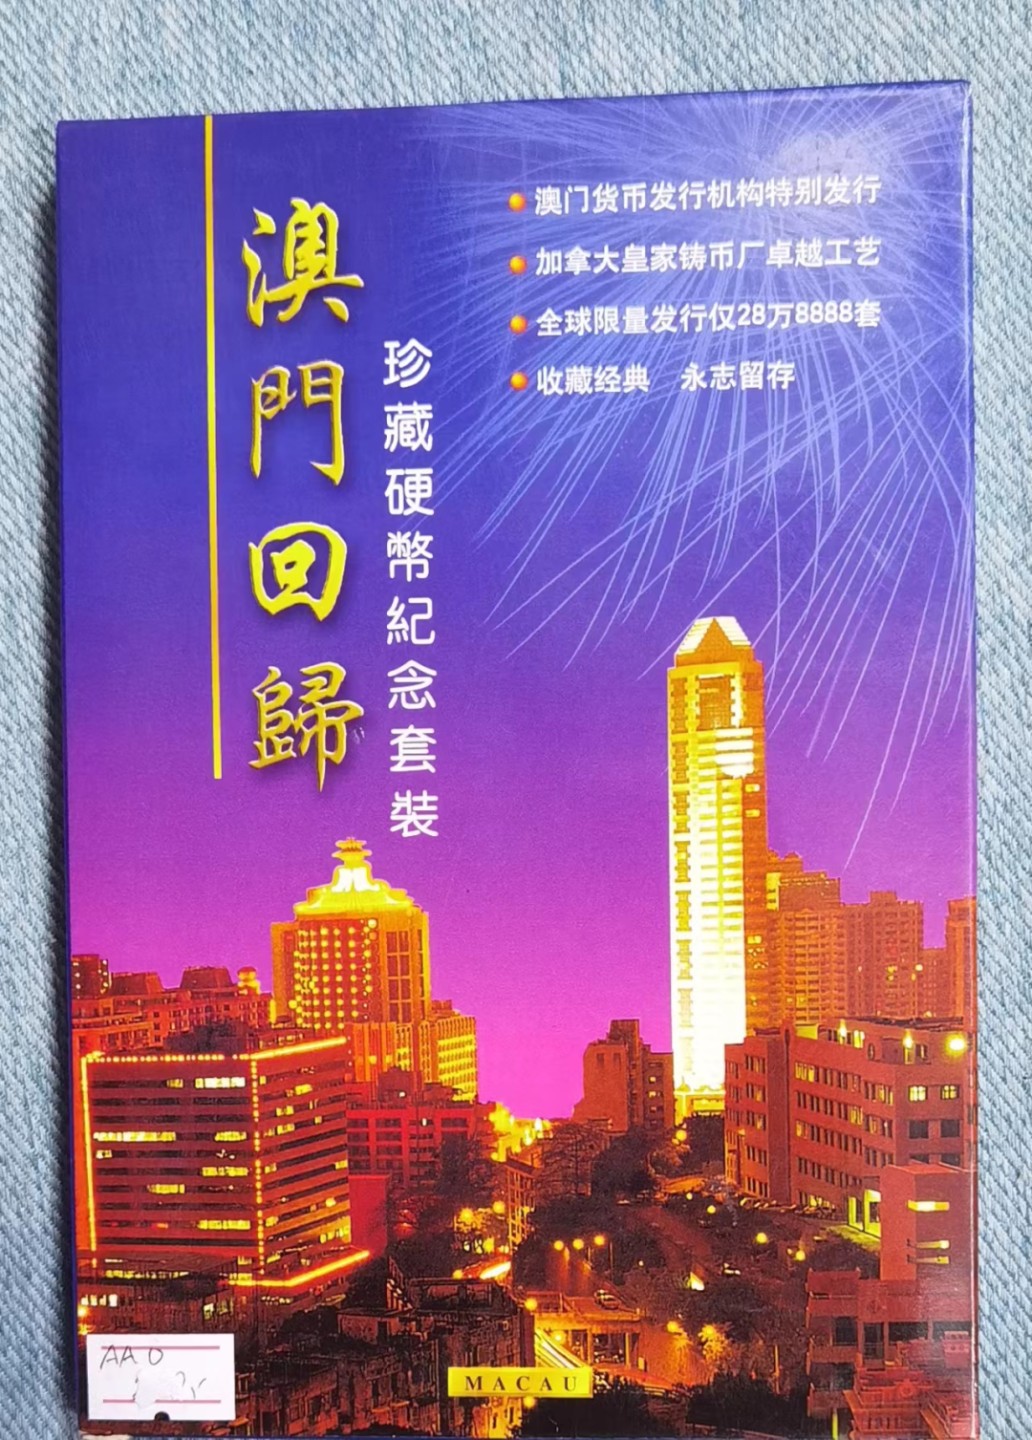 澳門回歸
珍藏硬幣紀念套裝
澳门货币发行机构特别发行
加拿大皇家铸币厂卓越工艺
全球限量发行仅28万8888套
收藏经典 永志留存
AA 0
MACAU